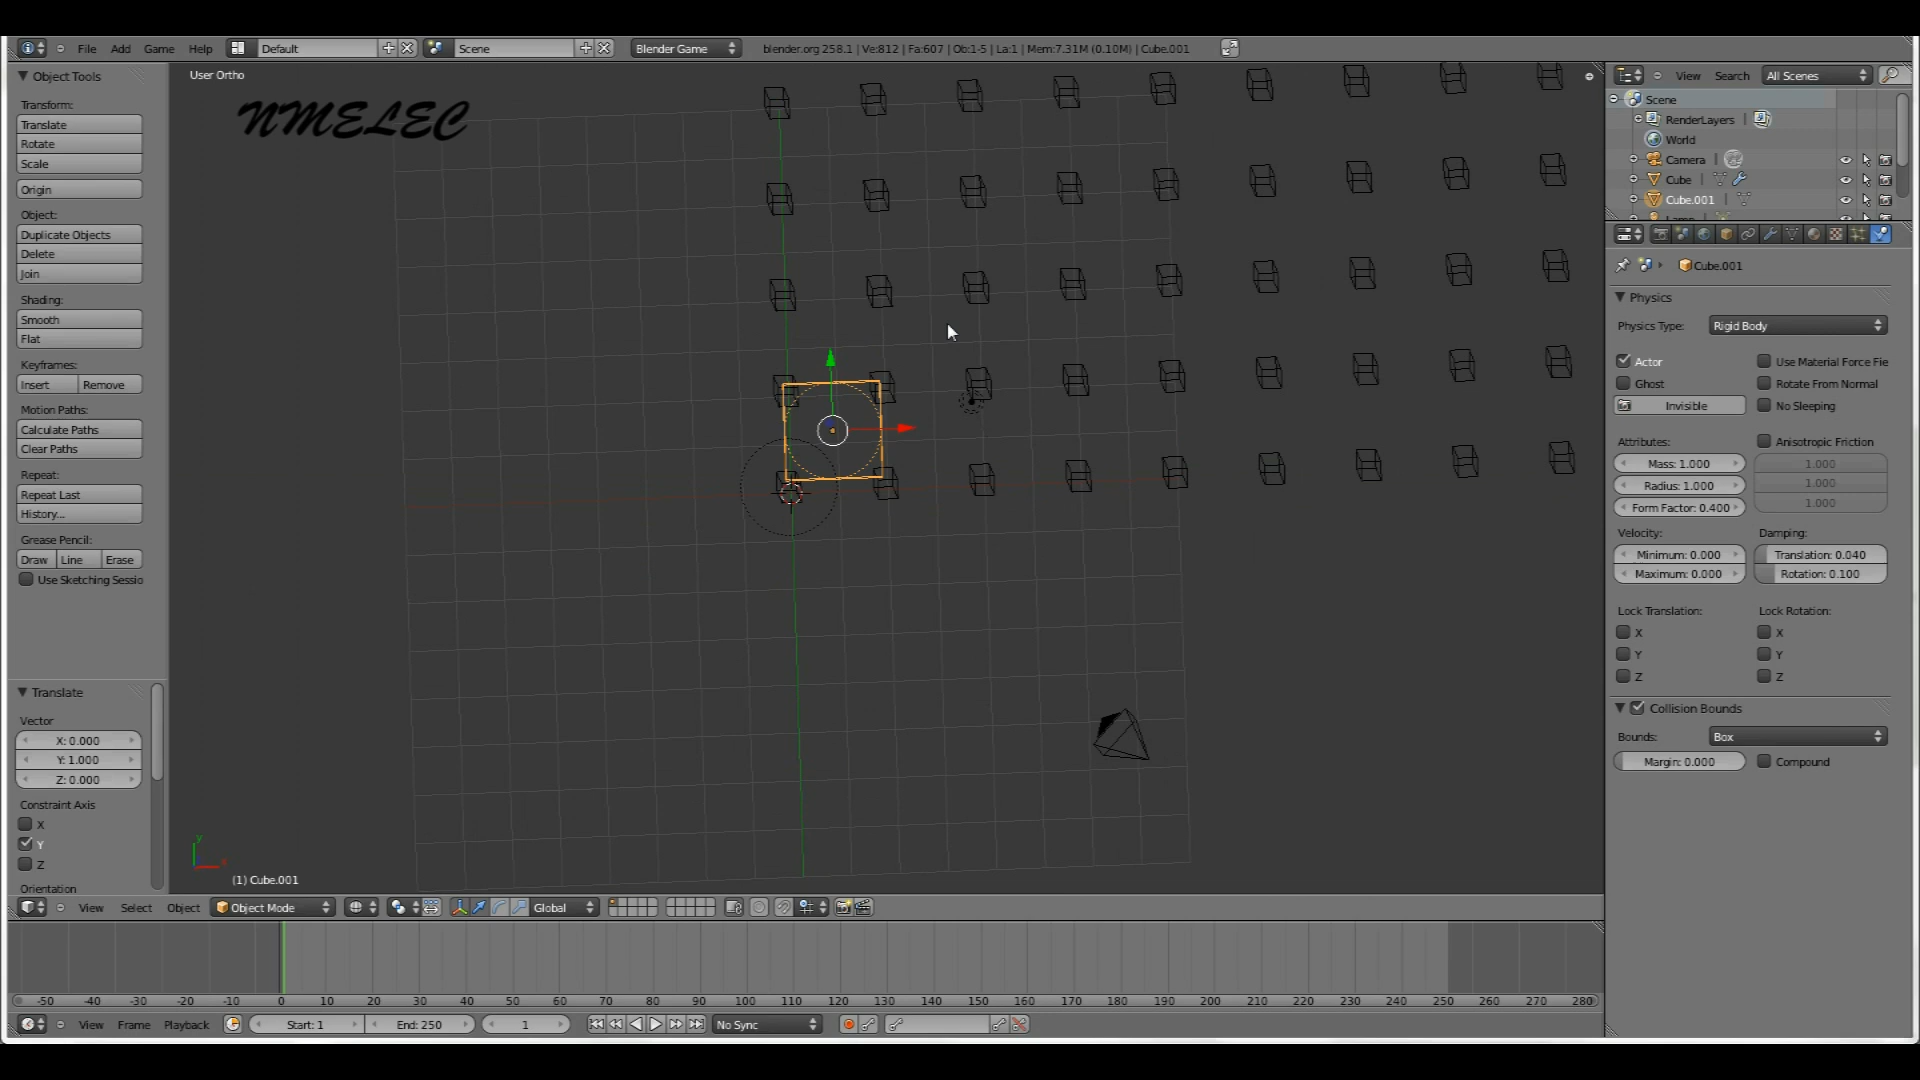 File Add Game Help Default Scene Blender Game blender.org 258.1 | Ve:812 | Fa:607 | Ob:1-5 | La:1 | Mem:7.31M (0.10M) | Cube.001
Object Tools
Transform:
Translate
Rotate
Scale
Origin
Object:
Duplicate Objects
Delete
Join
Shading:
Smooth
Flat
Keyframes:
Insert Remove
Motion Paths:
Calculate Paths
Clear Paths
Repeat:
Repeat Last
History...
Grease Pencil:
Draw Line Erase
Use Sketching Sessio
Translate
Vector
X: 0.000
Y: 1.000
Z: 0.000
Constraint Axis
X
Y
Z
Orientation
User Ortho
NMELEC
y
(1) Cube.001
View Select Object Object Mode Global
-50 -40 -30 -20 -10 0 10 20 30 40 50 60 70 80 90 100 110 120 130 140 150 160 170 180 190 200 210 220 230 240 250 260 270 280
View Frame Playback Start: 1 End: 250 1 No Sync
View Search All Scenes
Scene
RenderLayers
World
Camera
Cube
Cube.001
Lamp
Cube.001
Physics
Physics Type: Rigid Body
Actor Use Material Force Fie
Ghost Rotate From Normal
Invisible No Sleeping
Attributes: Anisotropic Friction
Mass: 1.000 1.000
Radius: 1.000 1.000
Form Factor: 0.400 1.000
Velocity: Damping:
Minimum: 0.000 Translation: 0.040
Maximum: 0.000 Rotation: 0.100
Lock Translation: Lock Rotation:
X X
Y Y
Z Z
Collision Bounds
Bounds: Box
Margin: 0.000 Compound